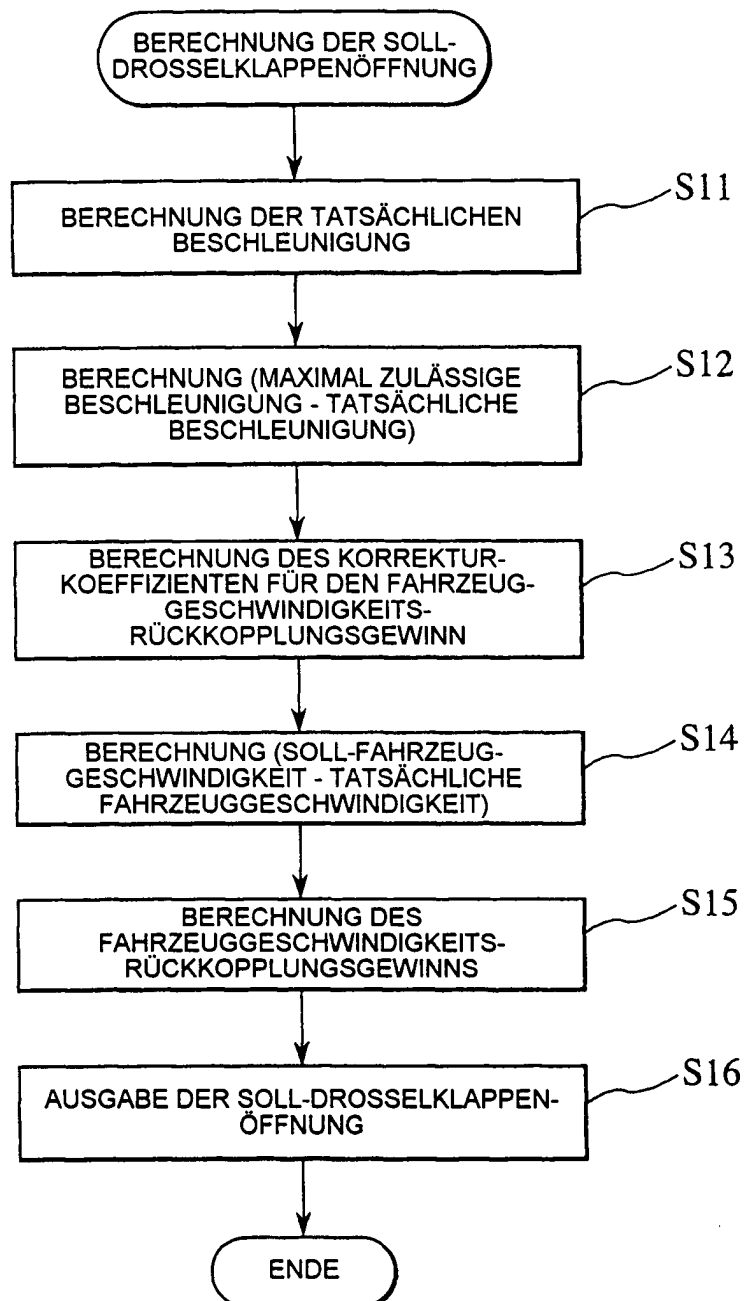 BERECHNUNG DER SOLL-
DROSSELKLAPPENÖFFNUNG
S11
BERECHNUNG DER TATSÄCHLICHEN
BESCHLEUNIGUNG
S12
BERECHNUNG (MAXIMAL ZULÄSSIGE
BESCHLEUNIGUNG - TATSÄCHLICHE
BESCHLEUNIGUNG)
S13
BERECHNUNG DES KORREKTUR-
KOEFFIZIENTEN FÜR DEN FAHRZEUG-
GESCHWINDIGKEITS-
RÜCKKOPPLUNGSGEWINN
S14
BERECHNUNG (SOLL-FAHRZEUG-
GESCHWINDIGKEIT - TATSÄCHLICHE
FAHRZEUGGESCHWINDIGKEIT)
S15
BERECHNUNG DES
FAHRZEUGGESCHWINDIGKEITS-
RÜCKKOPPLUNGSGEWINNS
S16
AUSGABE DER SOLL-DROSSELKLAPPEN-
ÖFFNUNG
ENDE